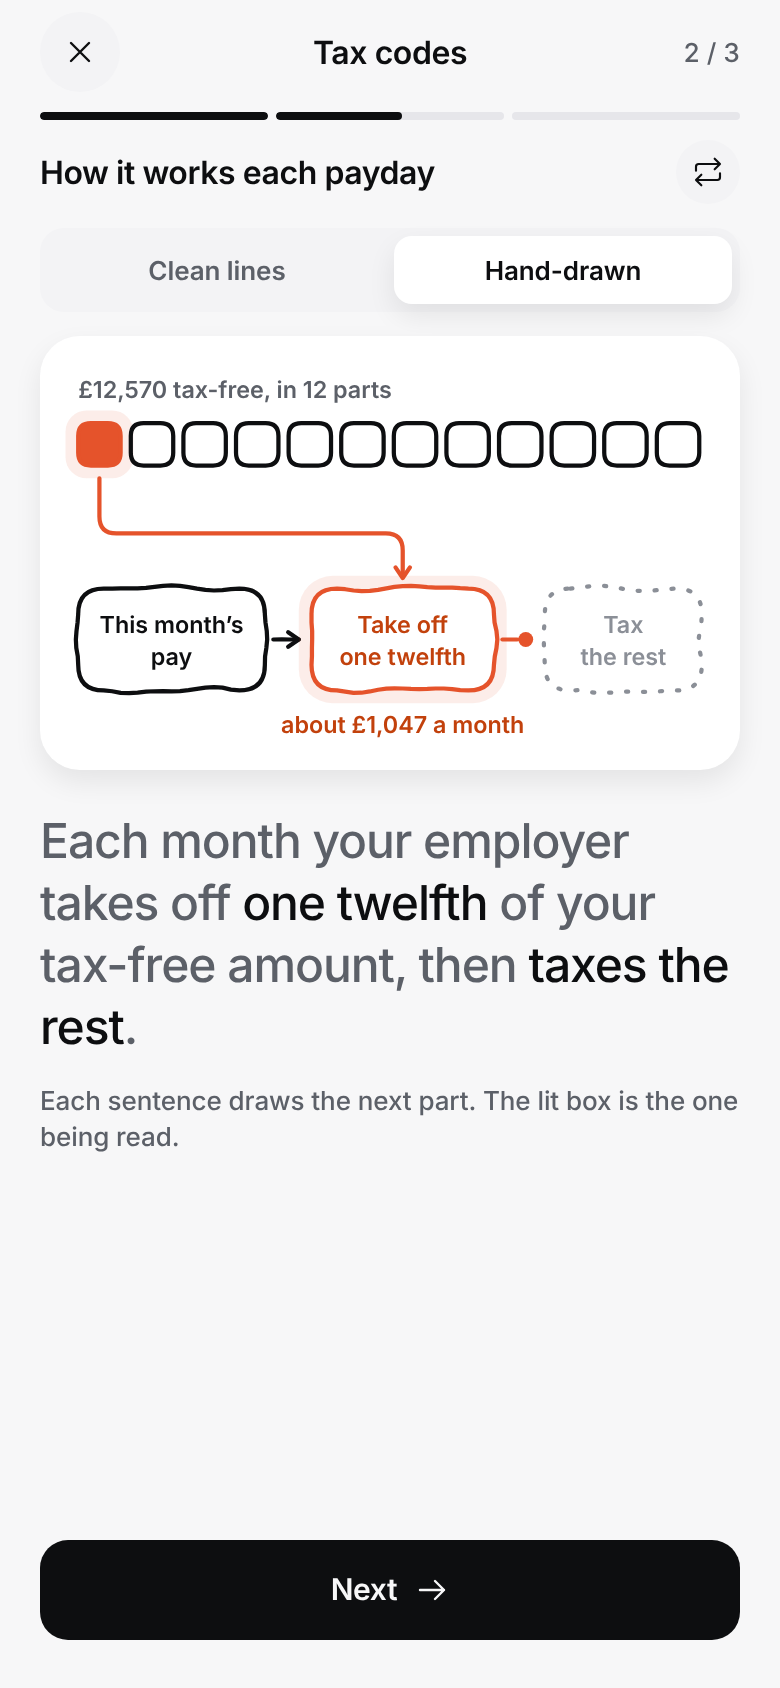 Tax codes
2 / 3
How it works each payday
Clean lines
Hand-drawn
£12,570 tax-free, in 12 parts
This month’s
pay
Take off
one twelfth
Tax
the rest
about £1,047 a month
Each month your employer
takes off one twelfth of your
tax-free amount, then taxes the
rest.
Each sentence draws the next part. The lit box is the one
being read.
Next